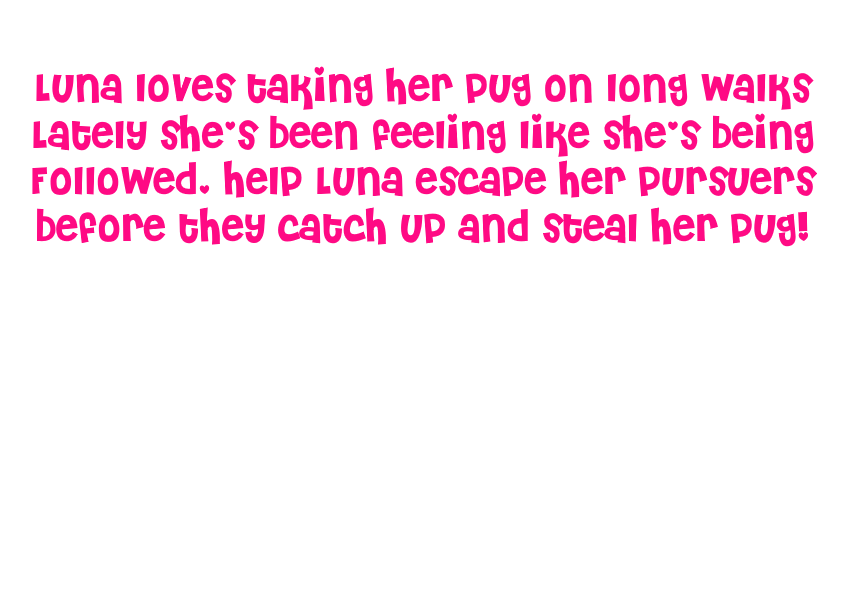 Luna loves taking her pug on long walks
Lately she's been feeling like she's being
followed. Help Luna escape her pursuers
before they catch up and steal her pug!